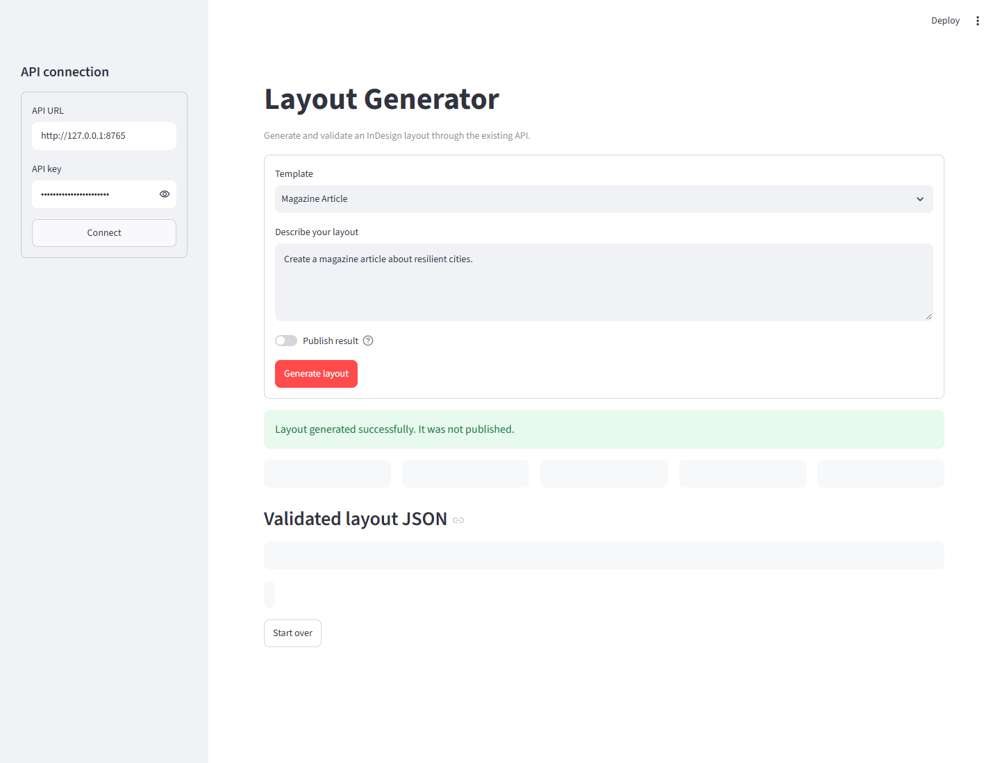 Deploy
API connection
API URL
http://127.0.0.1:8765
API key
•••••••••••••••••••••••
Connect
Layout Generator
Generate and validate an InDesign layout through the existing API.
Template
Magazine Article
Describe your layout
Create a magazine article about resilient cities.
Publish result
Generate layout
Layout generated successfully. It was not published.
Validated layout JSON
Start over